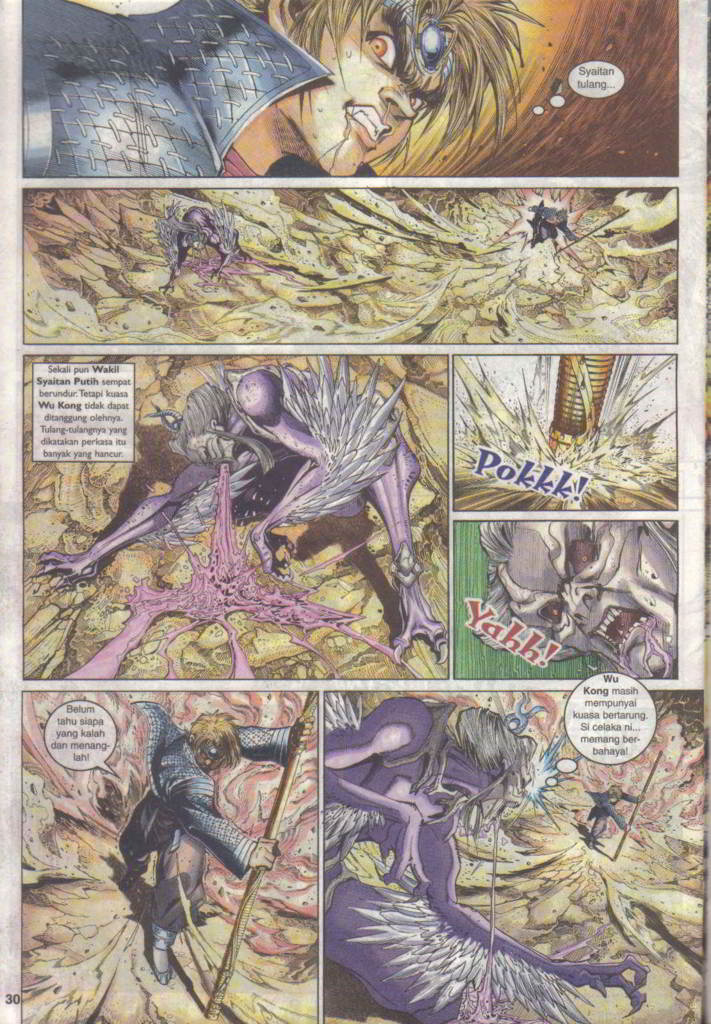 Syaitan
tulang...
Sekali pun Wakil
Syaitan Putih sempat
berundur. Tetapi kuasa
Wu Kong tidak dapat
ditanggung olehnya.
Tulang-tulangnya yang
dikatakan perkasa itu
banyak yang hancur.
Pokkk!
Yahh!
Belum
tahu siapa
yang kalah
dan menang-
lah!
Wu
Kong masih
mempunyai
kuasa bertarung.
Si celaka ni...
memang ber-
bahaya!
30